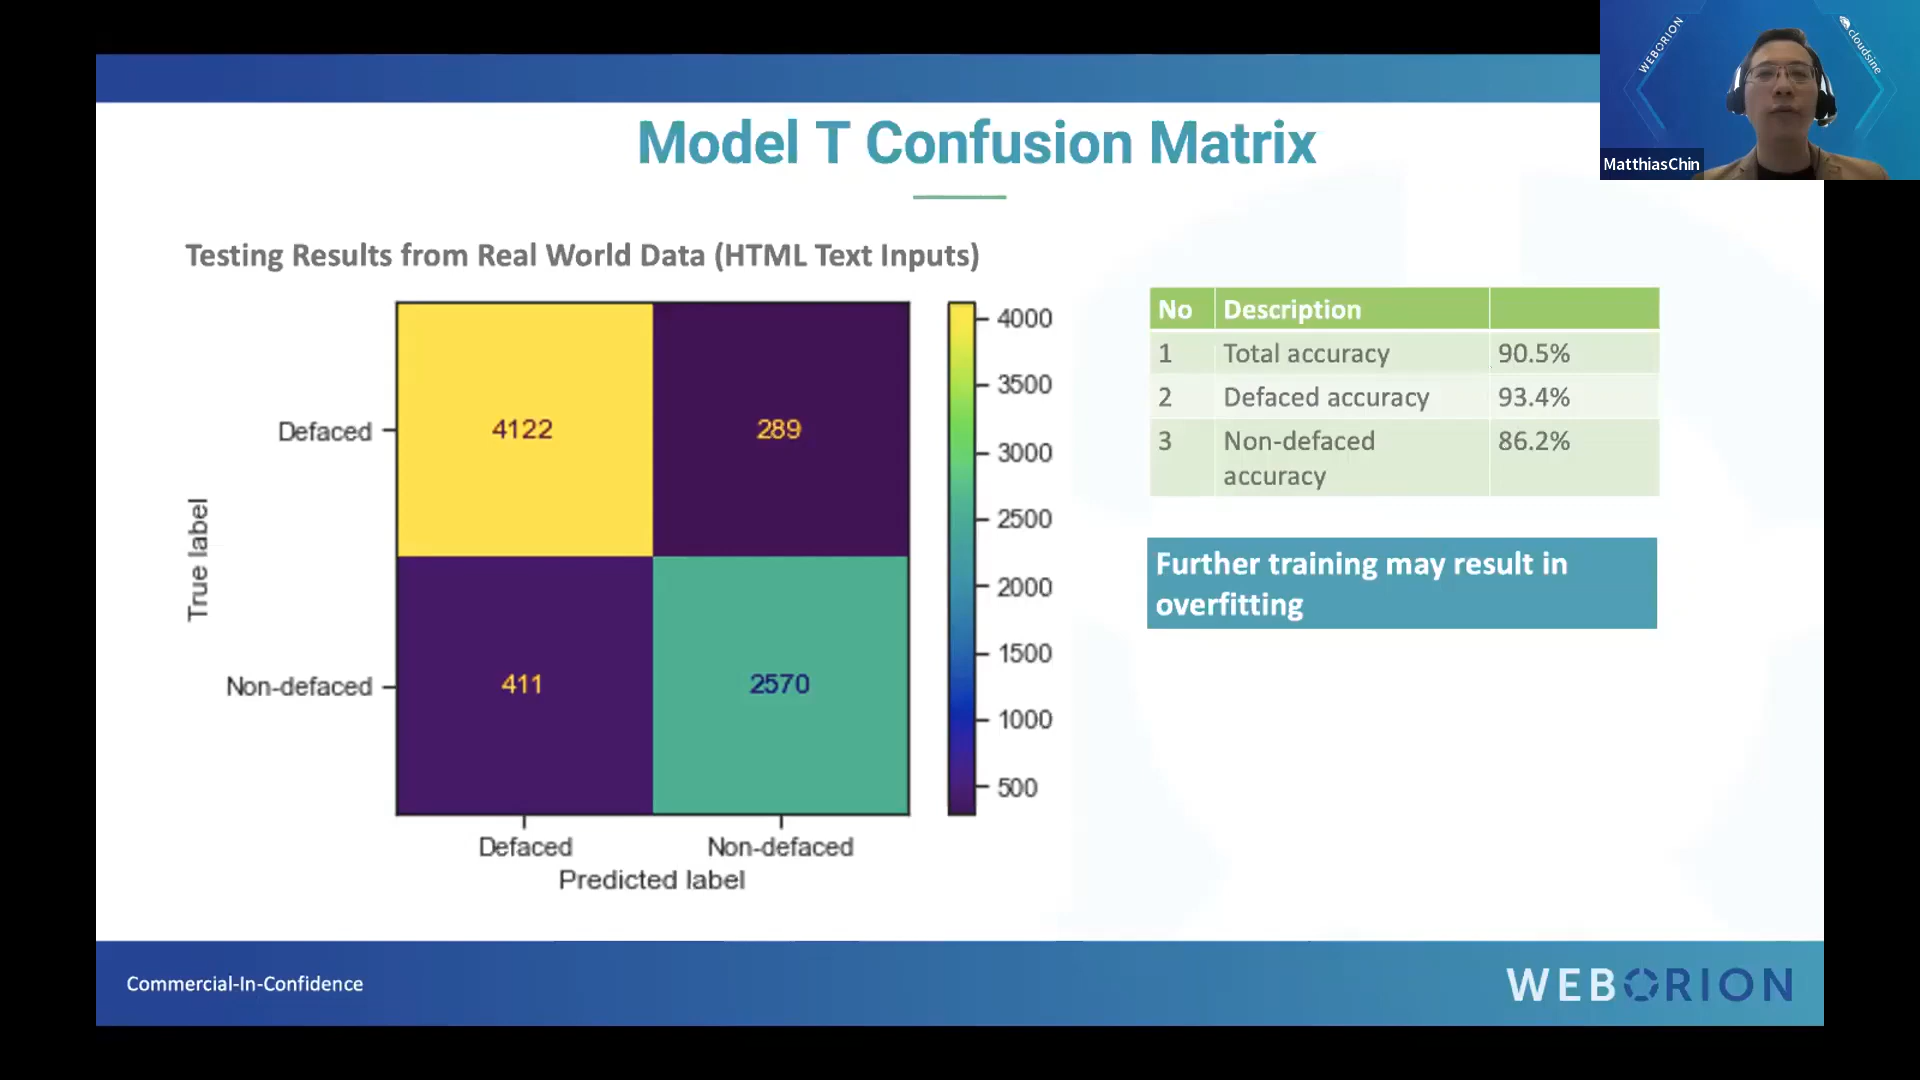 WEBORION
cloudsine
MatthiasChin
Model T Confusion Matrix
Testing Results from Real World Data (HTML Text Inputs)
True label
Defaced
Non-defaced
4122
289
411
2570
Defaced
Non-defaced
Predicted label
4000
3500
3000
2500
2000
1500
1000
500
No Description
1 Total accuracy 90.5%
2 Defaced accuracy 93.4%
3 Non-defaced 86.2%
accuracy
Further training may result in
overfitting
Commercial-In-Confidence
WEBORION